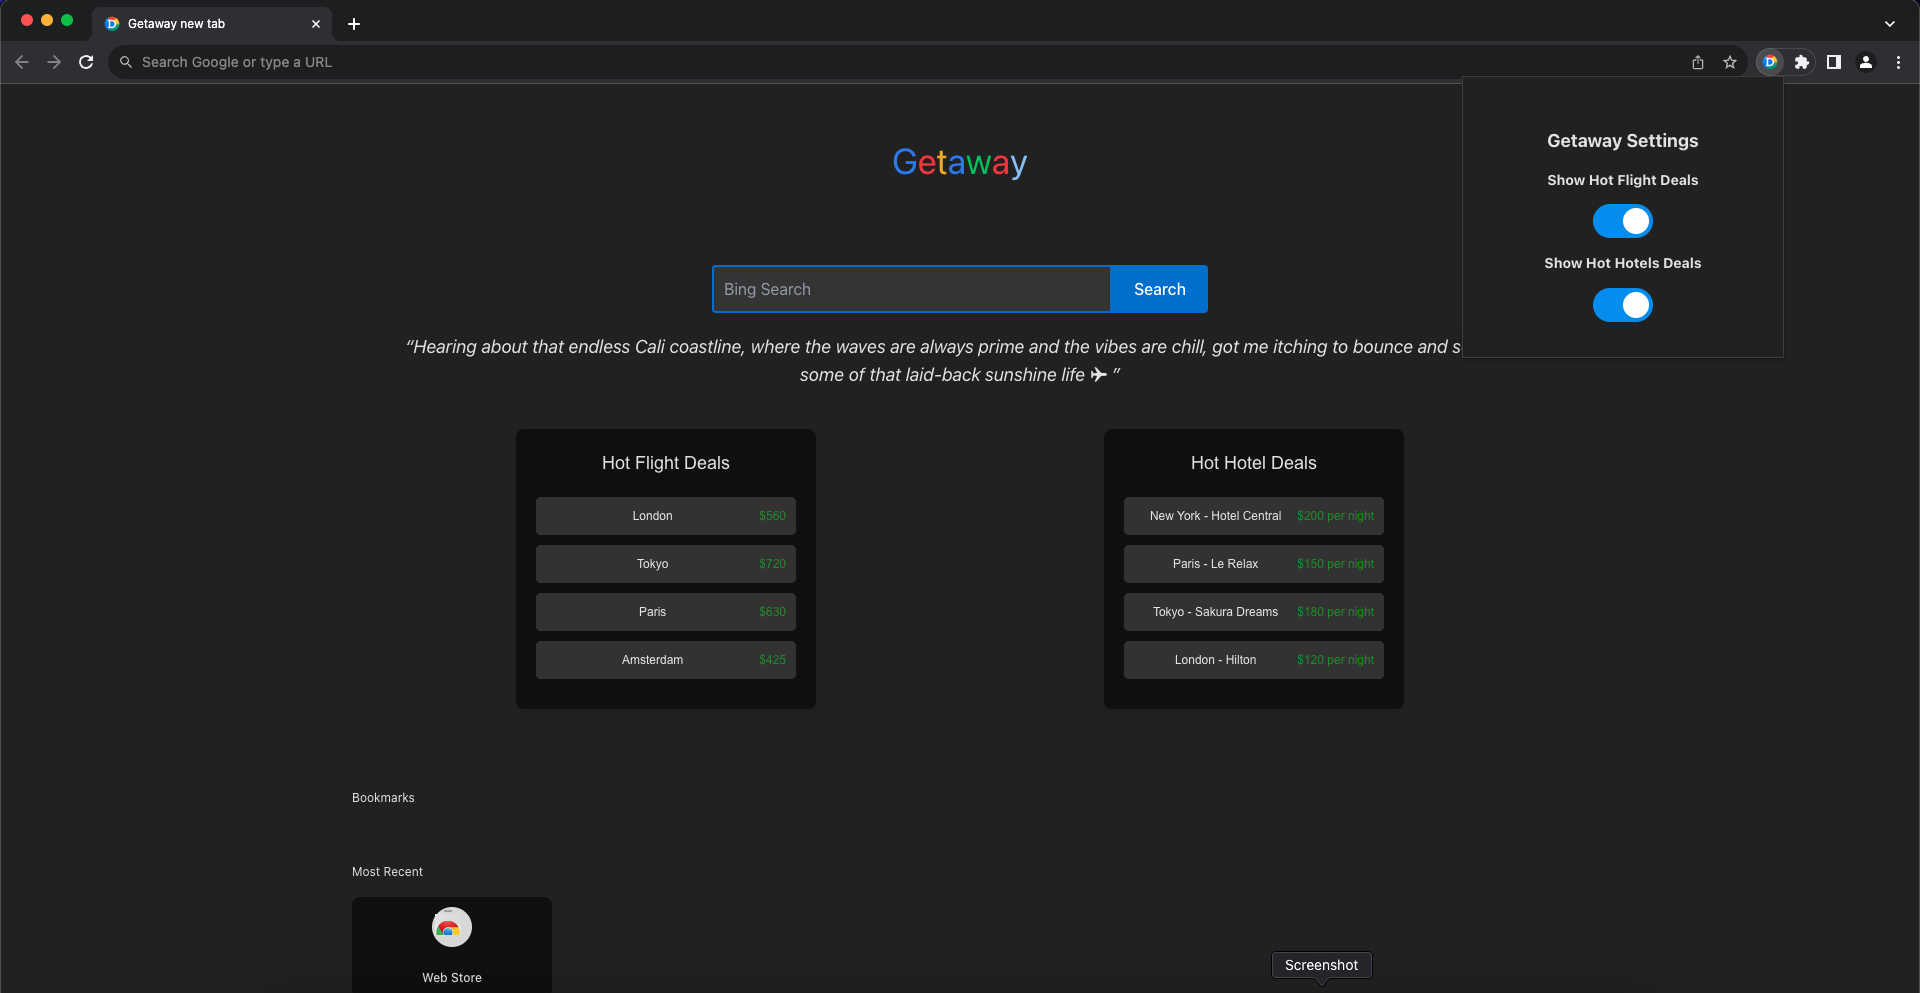 Getaway new tab
Search Google or type a URL
Getaway Settings
Show Hot Flight Deals
Show Hot Hotels Deals
Getaway
Bing Search
Search
“Hearing about that endless Cali coastline, where the waves are always prime and the vibes are chill, got me itching to bounce and
some of that laid-back sunshine life ✈ ”
Hot Flight Deals
London $560
Tokyo $720
Paris $630
Amsterdam $425
Hot Hotel Deals
New York - Hotel Central $200 per night
Paris - Le Relax $150 per night
Tokyo - Sakura Dreams $180 per night
London - Hilton $120 per night
Bookmarks
Most Recent
Web Store
Screenshot